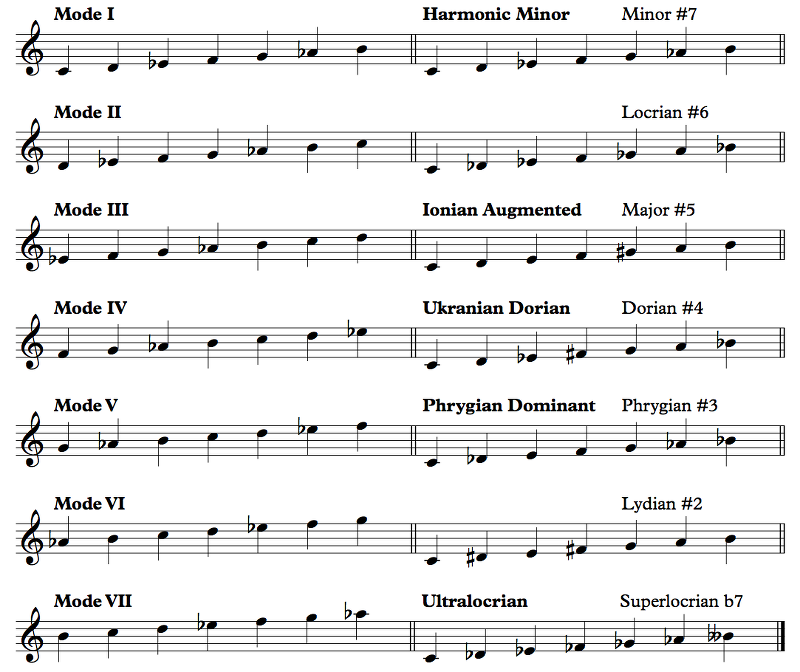 Mode I Harmonic Minor Minor #7
Mode II Locrian #6
Mode III Ionian Augmented Major #5
Mode IV Ukranian Dorian Dorian #4
Mode V Phrygian Dominant Phrygian #3
Mode VI Lydian #2
Mode VII Ultralocrian Superlocrian b7